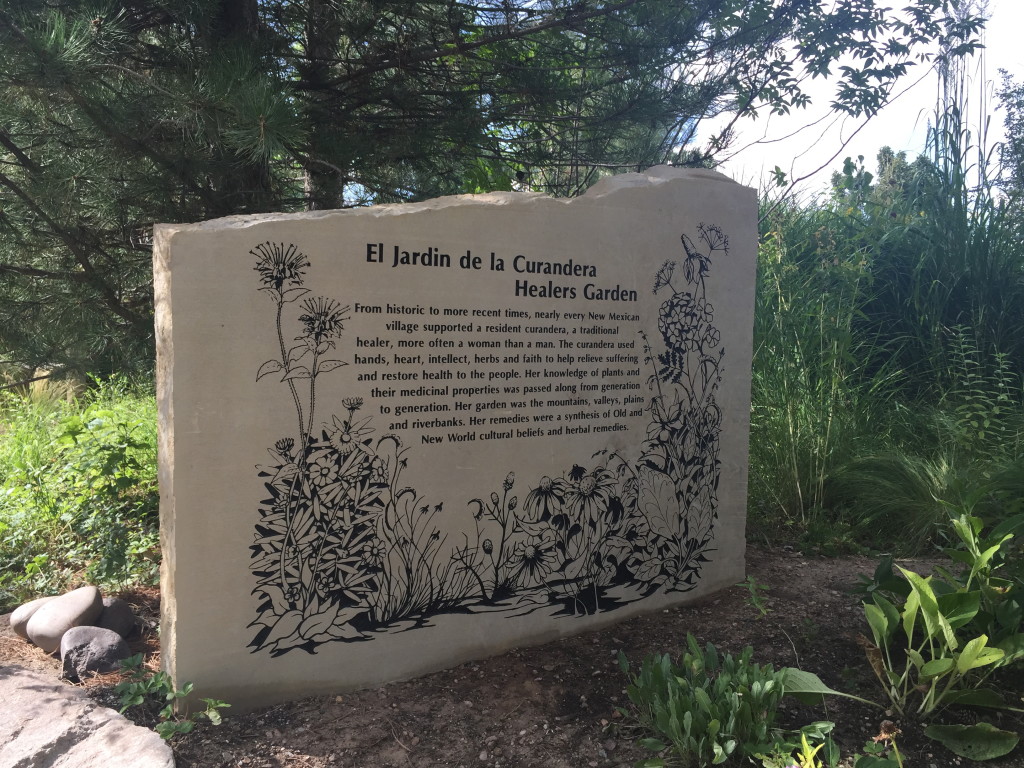 El Jardin de la Curandera
Healers Garden
From historic to more recent times, nearly every New Mexican
village supported a resident curandera, a traditional
healer, more often a woman than a man. The curandera used
hands, heart, intellect, herbs and faith to help relieve suffering
and restore health to the people. Her knowledge of plants and
their medicinal properties was passed along from generation
to generation. Her garden was the mountains, valleys, plains
and riverbanks. Her remedies were a synthesis of Old and
New World cultural beliefs and herbal remedies.